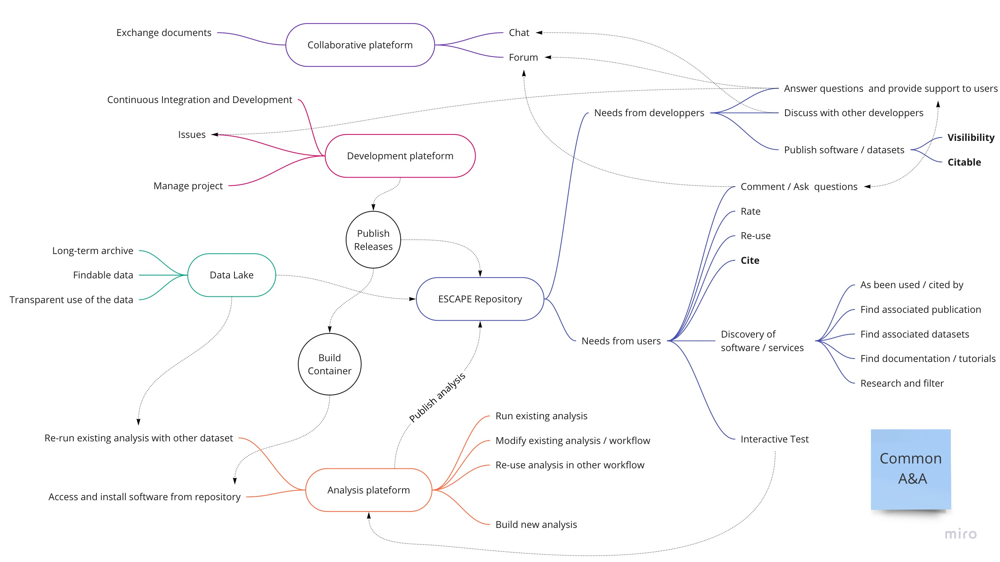 Exchange documents
Collaborative plateform
Chat
Forum
Answer questions  and provide support to users
Continuous Integration and Development
Needs from developpers
Discuss with other developpers
Issues
Visilibility
Development plateform
Publish software / datasets
Citable
Manage project
Comment / Ask  questions
Rate
Publish
Releases
Re-use
Long-term archive
Cite
Findable data
Data Lake
As been used / cited by
Transparent use of the data
ESCAPE Repository
Find associated publication
Needs from users
Discovery of
software / services
Find associated datasets
Build
Container
Find documentation / tutorials
Research and filter
Publish analysis
Run existing analysis
Re-run existing analysis with other dataset
Modify existing analysis / workflow
Interactive Test
Re-use analysis in other workflow
Common
A&A
Analysis plateform
Access and install software from repository
Build new analysis
miro